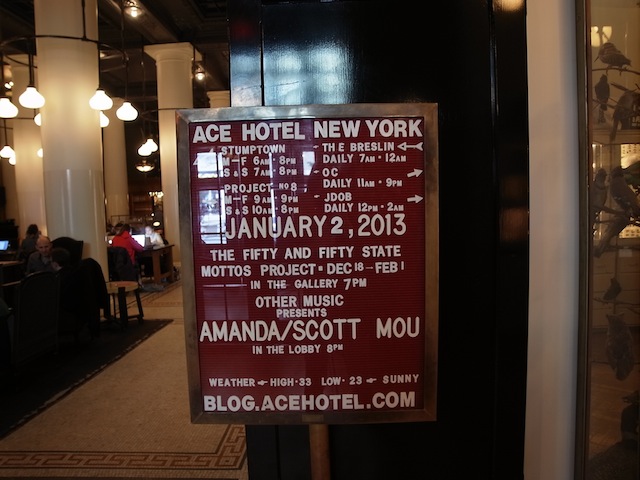 ACE HOTEL NEW YORK
STUMPTOWN
M-F 6AM-8PM
S&S 7AM-8PM
PROJECT NO8
M-F 9AM-9PM
S&S 10AM-8PM
THE BRESLIN
DAILY 7AM-12AM
OC
DAILY 11AM-9PM
JDOB
DAILY 12PM-2AM
JANUARY 2, 2013
THE FIFTY AND FIFTY STATE
MOTTOS PROJECT - DEC 18 - FEB 1
IN THE GALLERY 7PM
OTHER MUSIC
PRESENTS
AMANDA/SCOTT MOU
IN THE LOBBY 8PM
WEATHER HIGH-33 LOW-23 SUNNY
BLOG.ACEHOTEL.COM